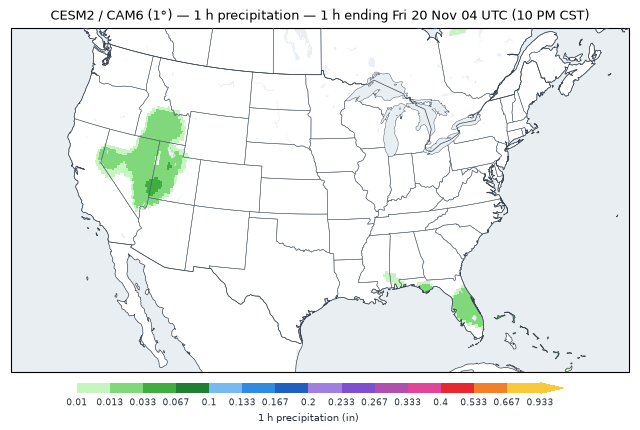 CESM2 / CAM6 (1°) — 1 h precipitation — 1 h ending Fri 20 Nov 04 UTC (10 PM CST)
0.01 0.013 0.033 0.067 0.1 0.133 0.167 0.2 0.233 0.267 0.333 0.4 0.533 0.667 0.933
1 h precipitation (in)